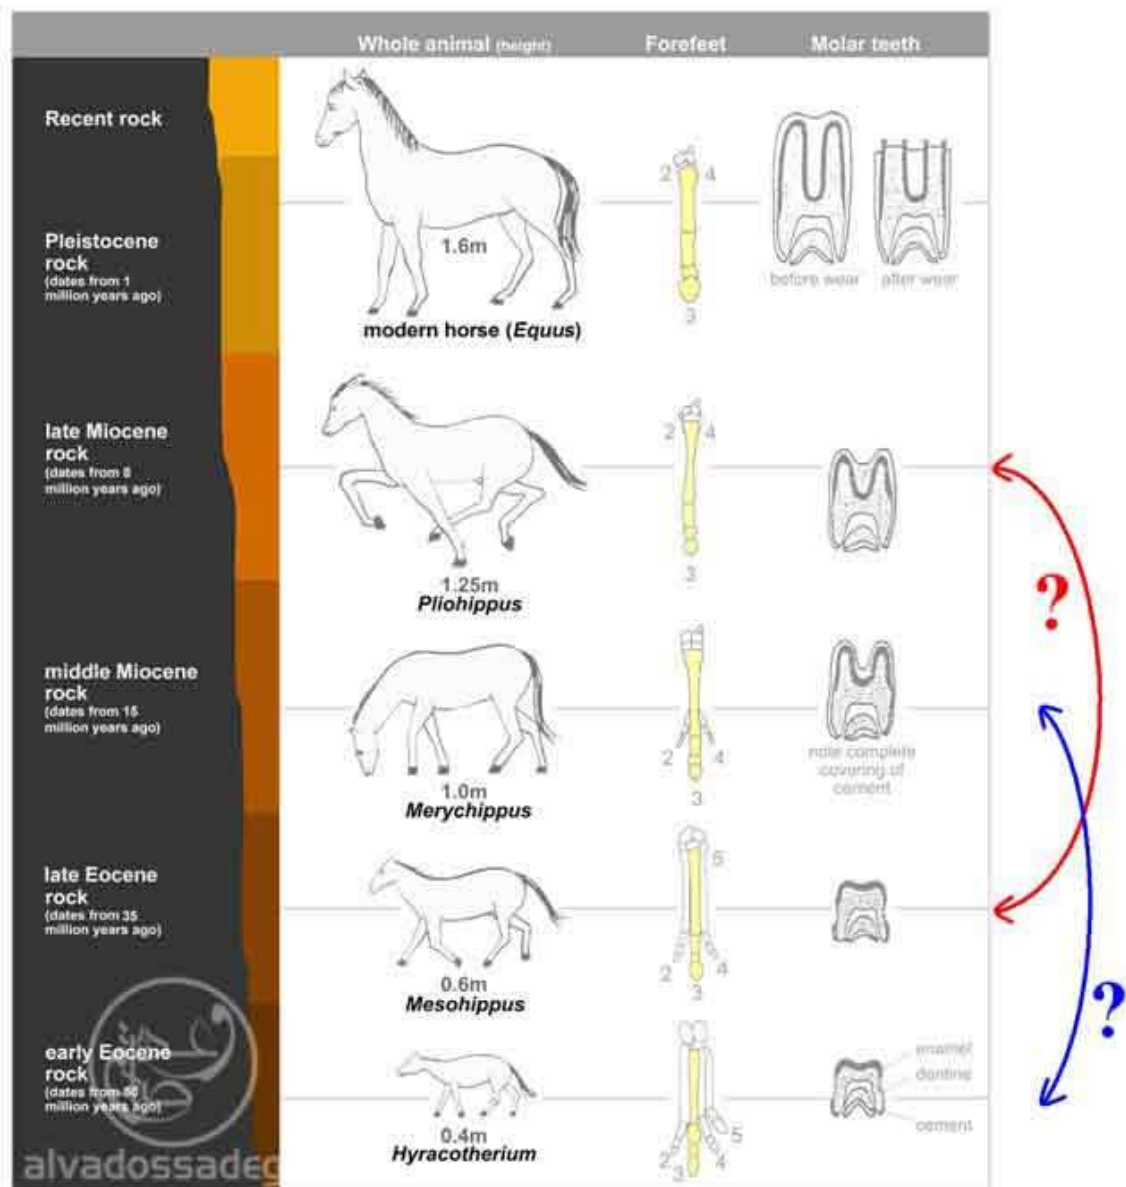 Whole animal (height) Forefeet Molar teeth
Recent rock
2 4
3
1.6m
before wear after wear
modern horse (Equus)
Pleistocene
rock
(dates from 1
million years ago)
late Miocene
rock
(dates from 8
million years ago)
2 4
3
1.25m
Pliohippus
?
middle Miocene
rock
(dates from 15
million years ago)
2 4
3
note complete
covering of
cement
1.0m
Merychippus
late Eocene
rock
(dates from 35
million years ago)
5
2 4
3
0.6m
Mesohippus
?
early Eocene
rock
million years ago)
enamel
dentine
cement
5
2 4
3
0.4m
Hyracotherium
alvadossadeg